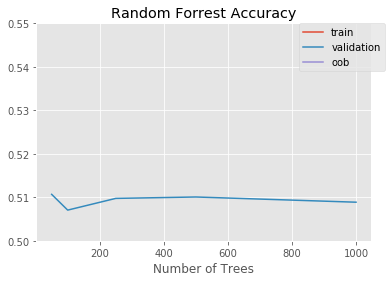 Random Forrest Accuracy
train
validation
oob
0.55
0.54
0.53
0.52
0.51
0.50
200 400 600 800 1000
Number of Trees